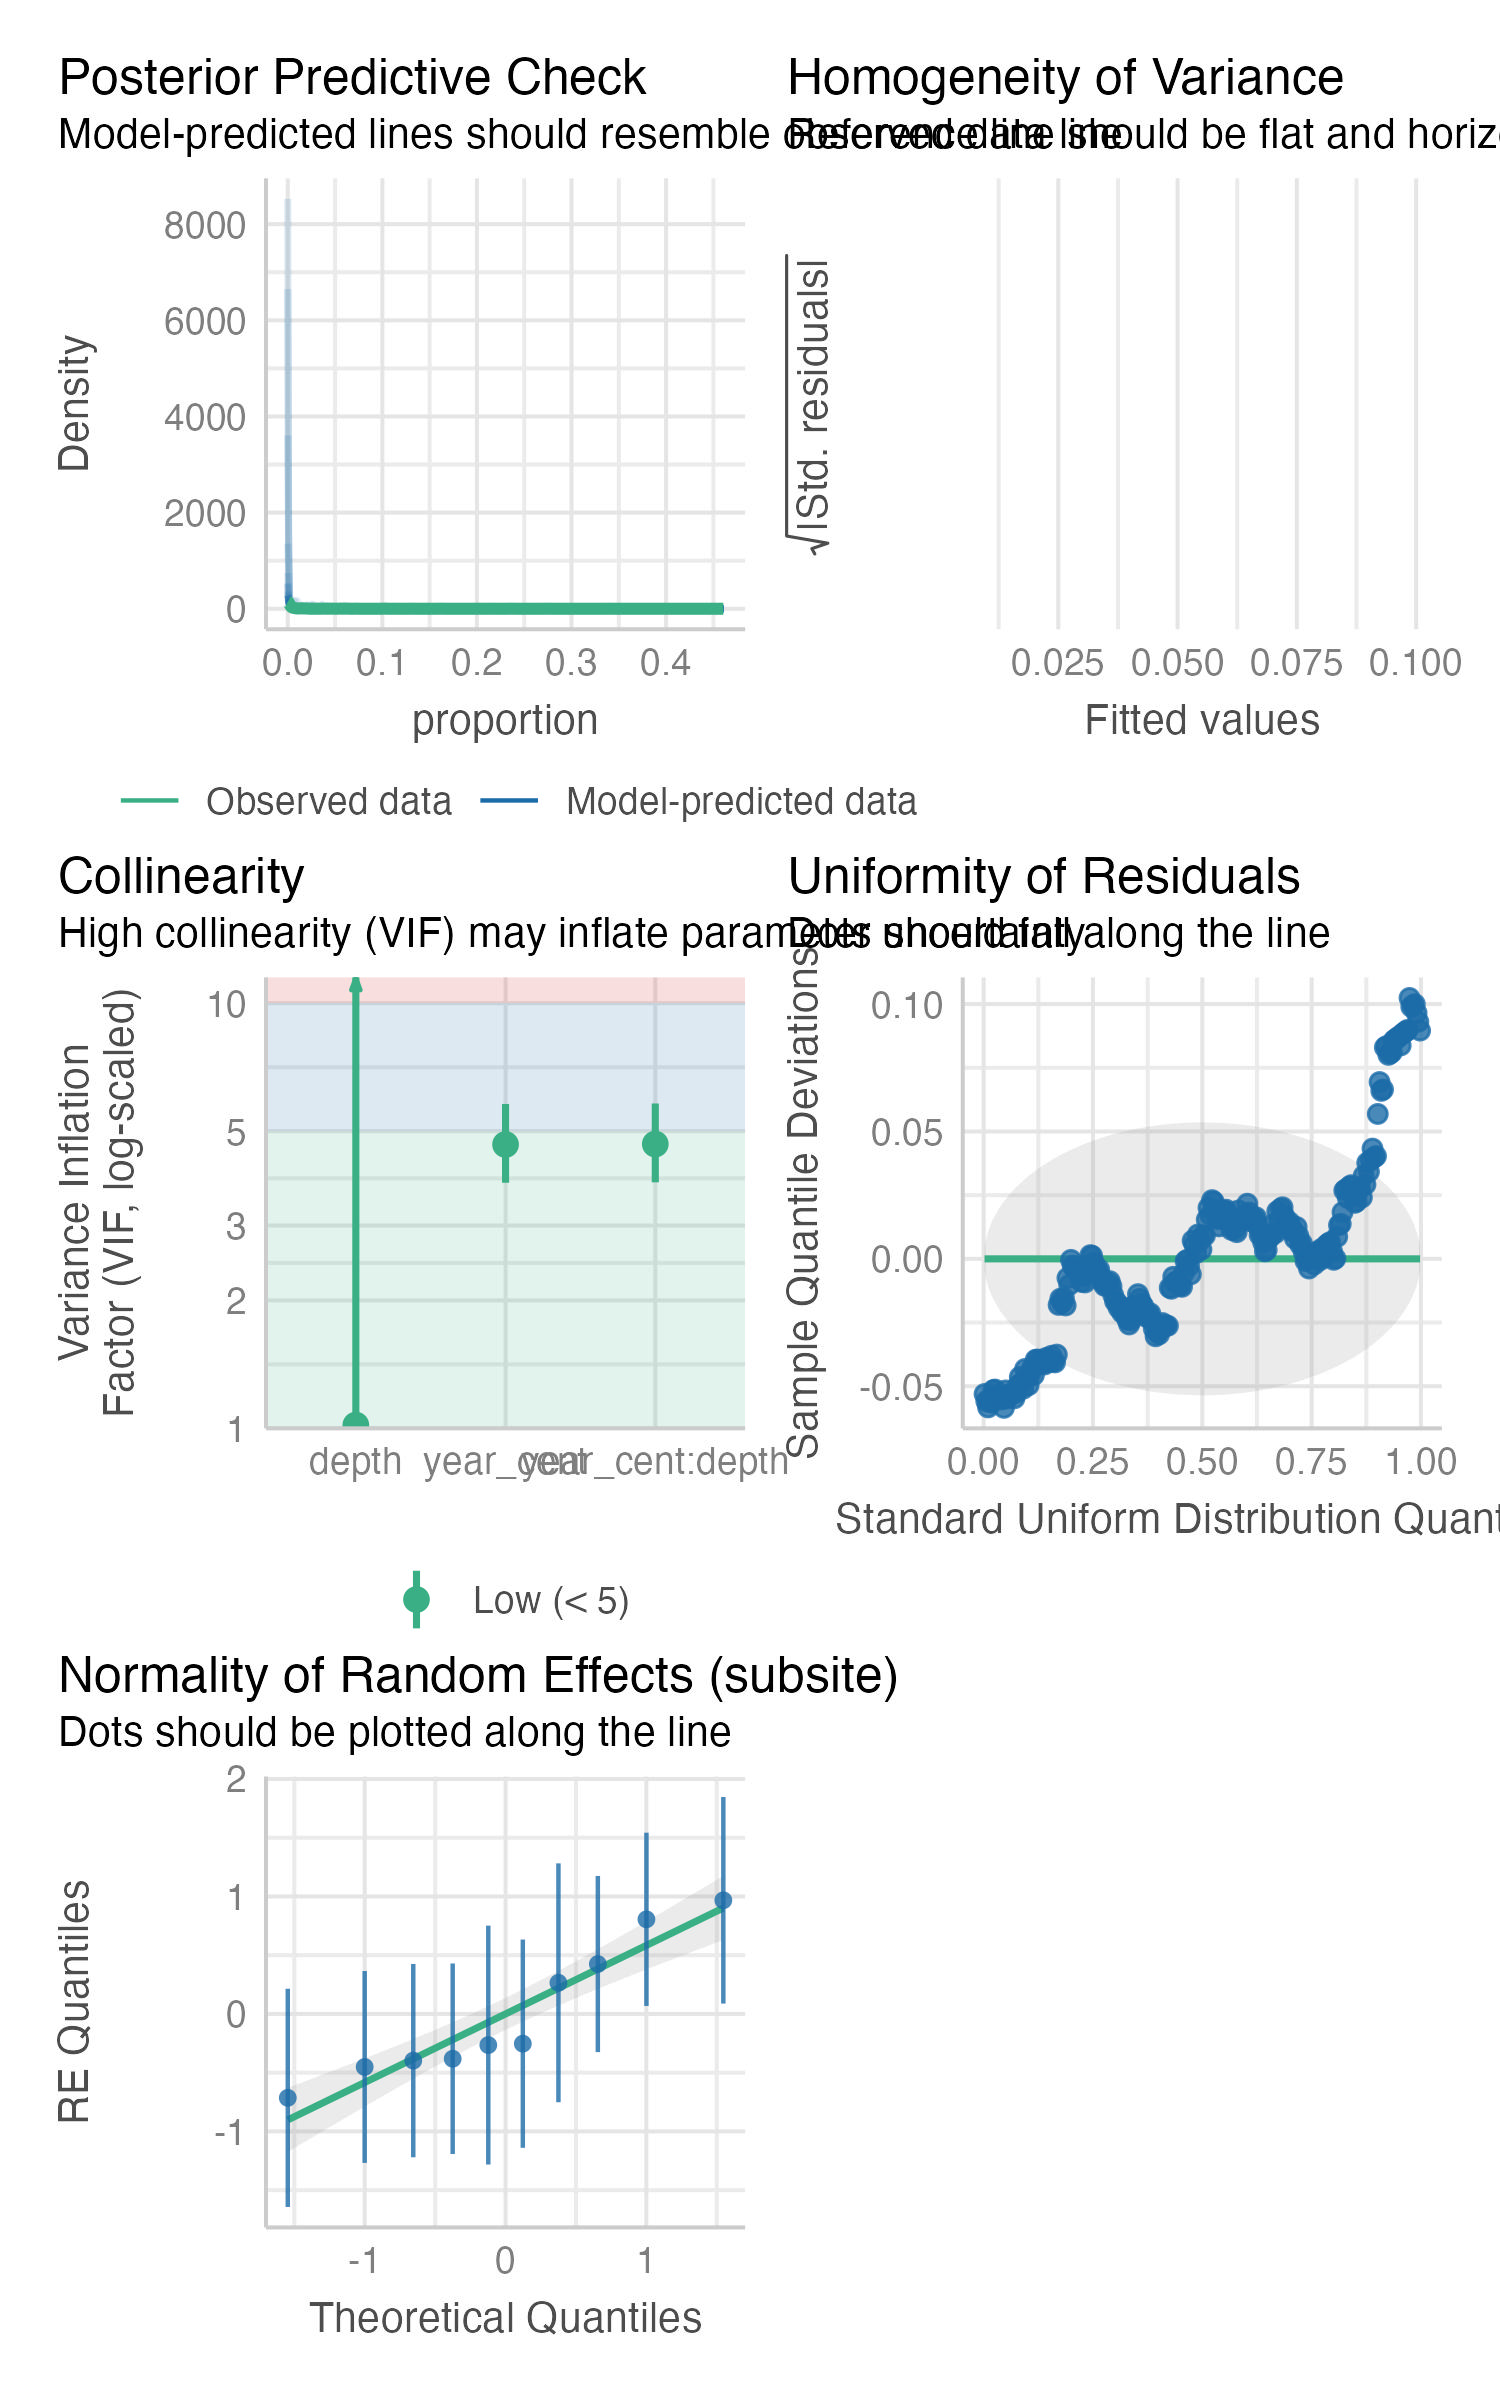 Posterior Predictive Check
Model-predicted lines should resemble observed data line
8000
6000
4000
2000
0
Density
0.0 0.1 0.2 0.3 0.4
proportion
Observed data Model-predicted data
Homogeneity of Variance
Reference line should be flat and horizo
√|Std. residuals|
0.025 0.050 0.075 0.100
Fitted values
Collinearity
High collinearity (VIF) may inflate parameter uncertainty
Variance Inflation
Factor (VIF, log-scaled)
10
5
3
2
1
depth year_cent year_cent:depth
Low (< 5)
Uniformity of Residuals
Dots should fall along the line
Sample Quantile Deviations
0.10
0.05
0.00
-0.05
0.00 0.25 0.50 0.75 1.00
Standard Uniform Distribution Quant
Normality of Random Effects (subsite)
Dots should be plotted along the line
RE Quantiles
2
1
0
-1
-1 0 1
Theoretical Quantiles